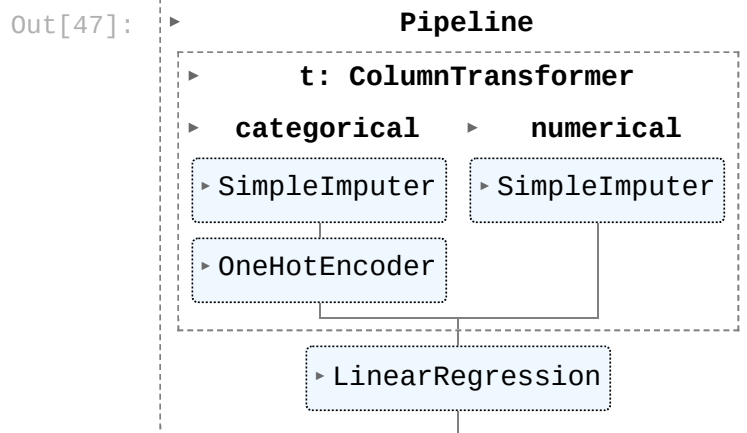 Out[47]:
Pipeline
t: ColumnTransformer
categorical numerical
SimpleImputer SimpleImputer
OneHotEncoder
LinearRegression